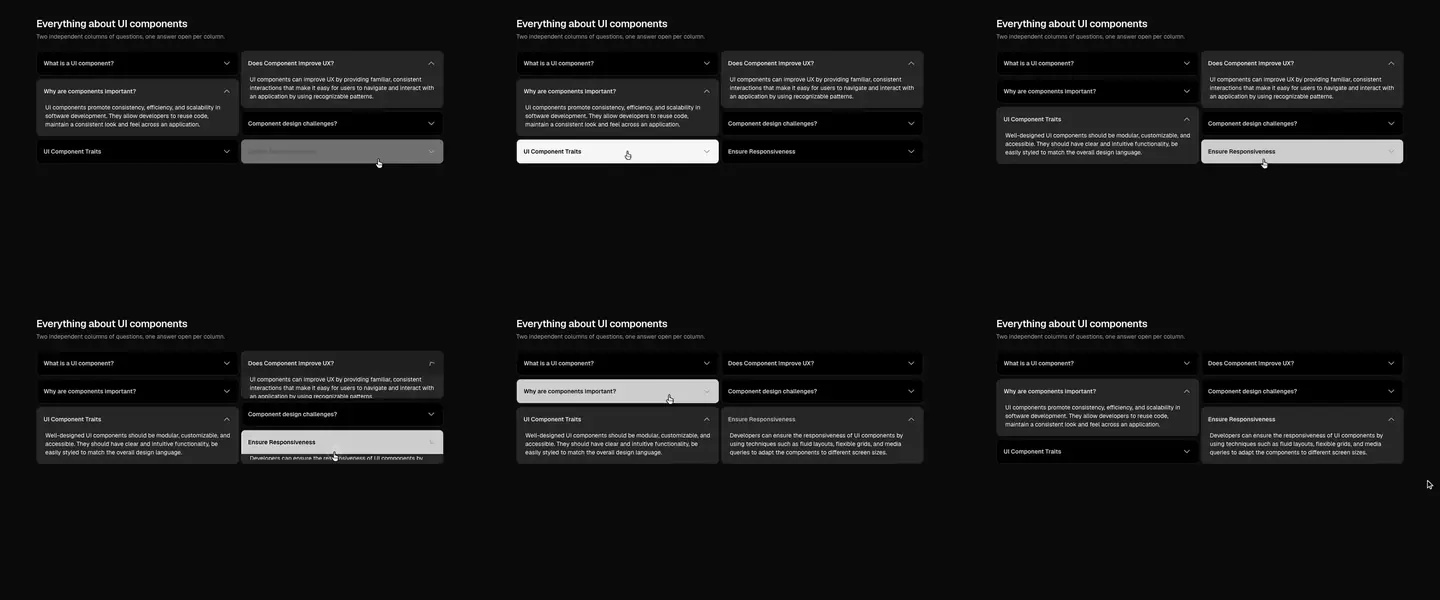 Everything about UI components
Two independent columns of questions, one answer open per column.
What is a UI component?
Why are components important?
UI components promote consistency, efficiency, and scalability in
software development. They allow developers to reuse code,
maintain a consistent look and feel across an application.
UI Component Traits
Does Component Improve UX?
UI components can improve UX by providing familiar, consistent
interactions that make it easy for users to navigate and interact with
an application by using recognizable patterns.
Component design challenges?
Everything about UI components
Two independent columns of questions, one answer open per column.
What is a UI component?
Why are components important?
UI components promote consistency, efficiency, and scalability in
software development. They allow developers to reuse code,
maintain a consistent look and feel across an application.
UI Component Traits
Does Component Improve UX?
UI components can improve UX by providing familiar, consistent
interactions that make it easy for users to navigate and interact with
an application by using recognizable patterns.
Component design challenges?
Ensure Responsiveness
Everything about UI components
Two independent columns of questions, one answer open per column.
What is a UI component?
Why are components important?
UI Component Traits
Well-designed UI components should be modular, customizable, and
accessible. They should have clear and intuitive functionality, be
easily styled to match the overall design language.
Does Component Improve UX?
UI components can improve UX by providing familiar, consistent
interactions that make it easy for users to navigate and interact with
an application by using recognizable patterns.
Component design challenges?
Ensure Responsiveness
Everything about UI components
Two independent columns of questions, one answer open per column.
What is a UI component?
Why are components important?
UI Component Traits
Well-designed UI components should be modular, customizable, and
accessible. They should have clear and intuitive functionality, be
easily styled to match the overall design language.
Does Component Improve UX?
UI components can improve UX by providing familiar, consistent
interactions that make it easy for users to navigate and interact with
an application by using recognizable patterns.
Component design challenges?
Ensure Responsiveness
Developers can ensure the responsiveness of UI components by
Everything about UI components
Two independent columns of questions, one answer open per column.
What is a UI component?
Why are components important?
UI Component Traits
Well-designed UI components should be modular, customizable, and
accessible. They should have clear and intuitive functionality, be
easily styled to match the overall design language.
Does Component Improve UX?
Component design challenges?
Ensure Responsiveness
Developers can ensure the responsiveness of UI components by
using techniques such as fluid layouts, flexible grids, and media
queries to adapt the components to different screen sizes.
Everything about UI components
Two independent columns of questions, one answer open per column.
What is a UI component?
Why are components important?
UI components promote consistency, efficiency, and scalability in
software development. They allow developers to reuse code,
maintain a consistent look and feel across an application.
UI Component Traits
Does Component Improve UX?
Component design challenges?
Ensure Responsiveness
Developers can ensure the responsiveness of UI components by
using techniques such as fluid layouts, flexible grids, and media
queries to adapt the components to different screen sizes.